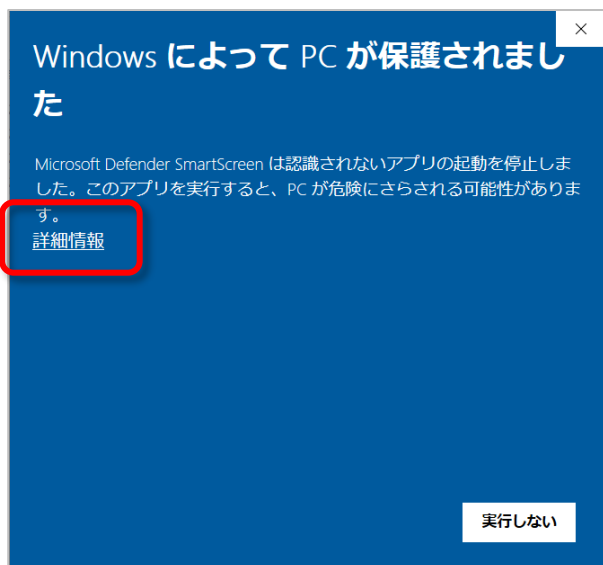 Windows によって PC が保護されまし
た
Microsoft Defender SmartScreen は認識されないアプリの起動を停止しま
した。このアプリを実行すると、PC が危険にさらされる可能性がありま
す。
詳細情報
実行しない